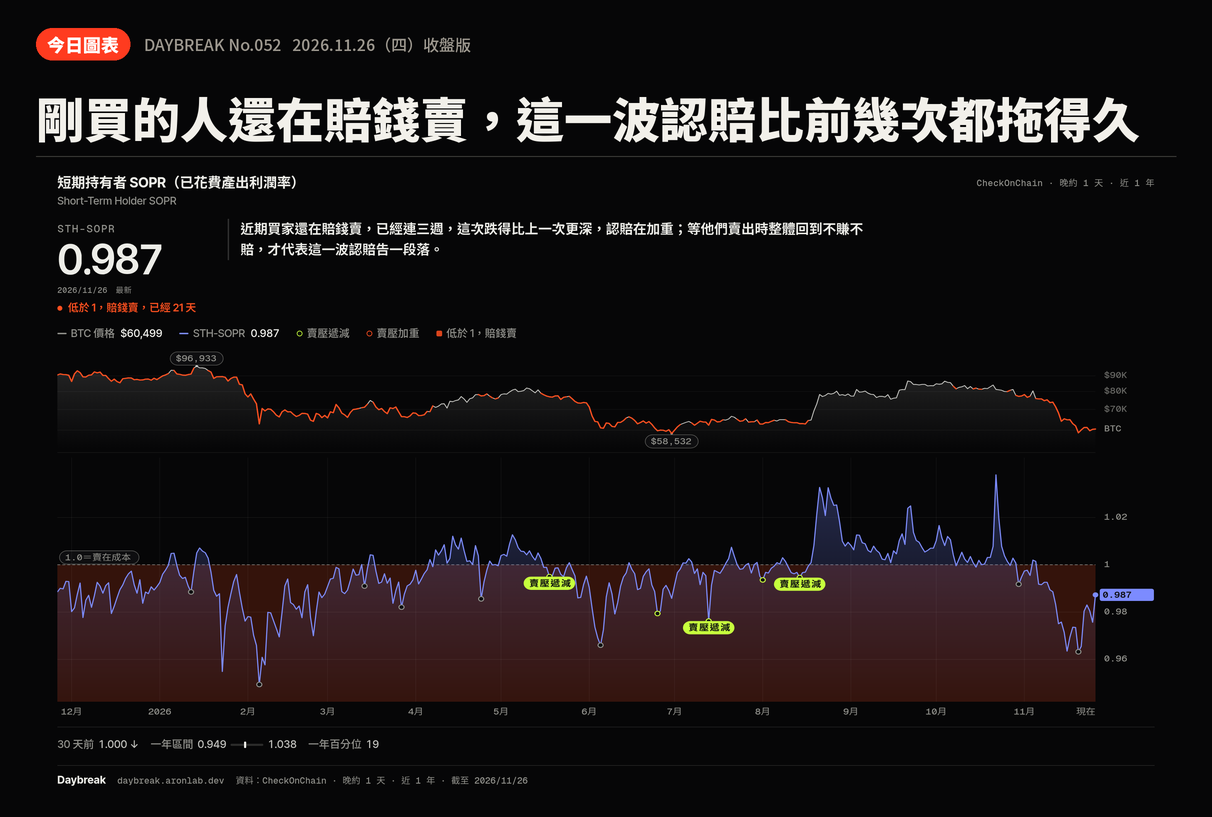 今日圖表 DAYBREAK No.052 2026.11.26（四）收盤版
剛買的人還在賠錢賣，這一波認賠比前幾次都拖得久
短期持有者 SOPR（已花費產出利潤率）
CheckOnChain · 晚約 1 天 · 近 1 年
Short-Term Holder SOPR
STH-SOPR
0.987
2026/11/26 最新
低於 1，賠錢賣，已經 21 天
近期買家還在賠錢賣，已經連三週，這次跌得比上一次更深，認賠在加重；等他們賣出時整體回到不賺不
賠，才代表這一波認賠告一段落。
BTC 價格 $60,499 STH-SOPR 0.987 賣壓遞減 賣壓加重 低於 1，賠錢賣
$96,933
$90K
$80K
$70K
BTC
$58,532
1.02
1.0＝賣在成本
1
賣壓遞減
賣壓遞減
0.987
0.98
賣壓遞減
0.96
12月 2026 2月 3月 4月 5月 6月 7月 8月 9月 10月 11月 現在
30 天前 1.000 ↓ 一年區間 0.949 1.038 一年百分位 19
Daybreak daybreak.aronlab.dev 資料：CheckOnChain · 晚約 1 天 · 近 1 年 · 截至 2026/11/26